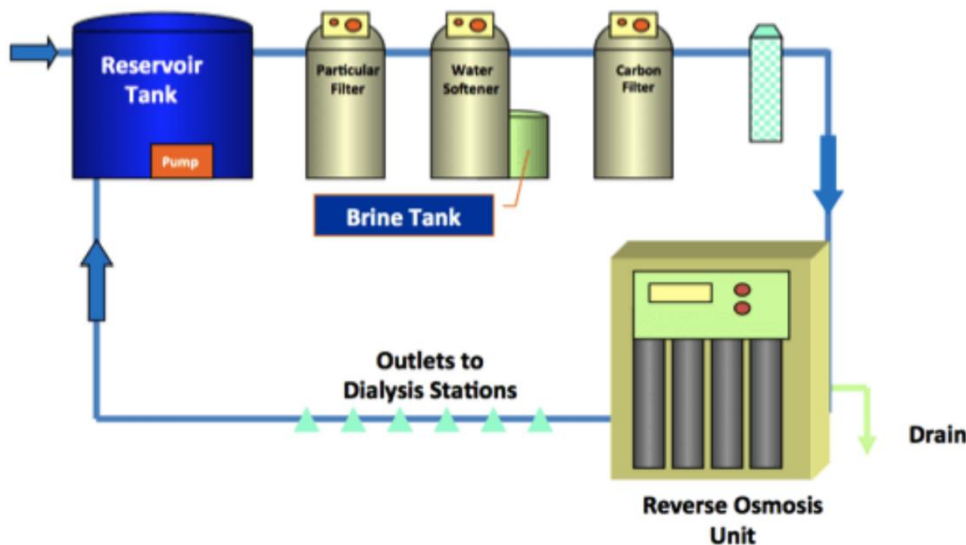 Reservoir
Tank
Pump
Particular
Filter
Water
Softener
Carbon
Filter
Brine Tank
Outlets to
Dialysis Stations
Drain
Reverse Osmosis
Unit